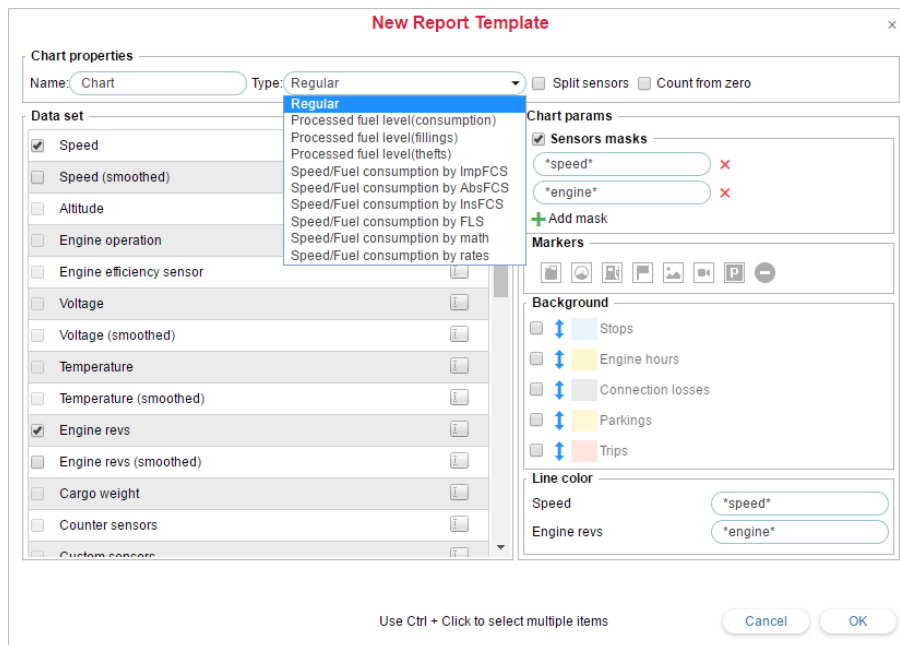 New Report Template
×
Chart properties
Name: Chart Type: Regular Split sensors Count from zero
Regular
Processed fuel level(consumption)
Processed fuel level(fillings)
Processed fuel level(thefts)
Speed/Fuel consumption by ImpFCS
Speed/Fuel consumption by AbsFCS
Speed/Fuel consumption by InsFCS
Speed/Fuel consumption by FLS
Speed/Fuel consumption by math
Speed/Fuel consumption by rates
Data set
Speed
Speed (smoothed)
Altitude
Engine operation
Engine efficiency sensor
Voltage
Voltage (smoothed)
Temperature
Temperature (smoothed)
Engine revs
Engine revs (smoothed)
Cargo weight
Counter sensors
Custom sensors
Chart params
Sensors masks
*speed*
*engine*
Add mask
Markers
P
Background
Stops
Engine hours
Connection losses
Parkings
Trips
Line color
Speed *speed*
Engine revs *engine*
Use Ctrl + Click to select multiple items
Cancel OK